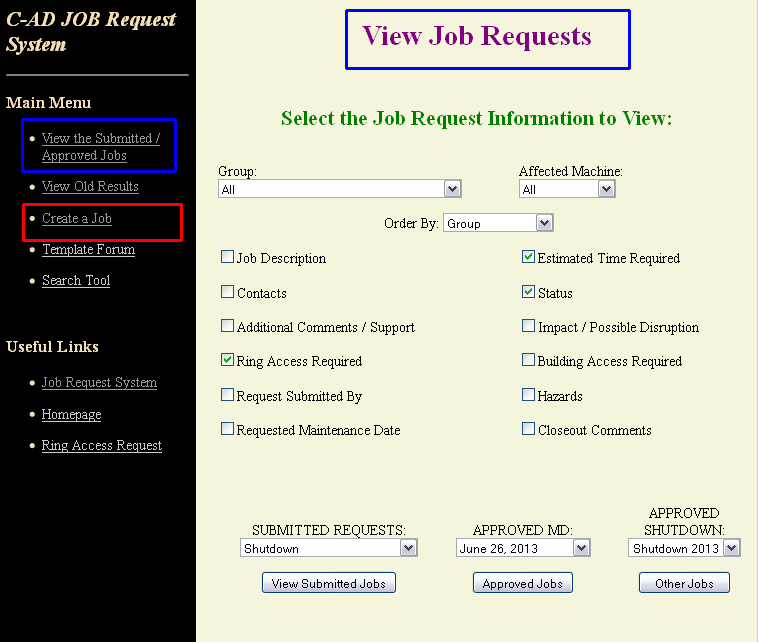 C-AD JOB Request
System
Main Menu
View the Submitted /
Approved Jobs
View Old Results
Create a Job
Template Forum
Search Tool
Useful Links
Job Request System
Homepage
Ring Access Request
View Job Requests
Select the Job Request Information to View:
Group: Affected Machine:
All All
Order By: Group
Job Description Estimated Time Required
Contacts Status
Additional Comments / Support Impact / Possible Disruption
Ring Access Required Building Access Required
Request Submitted By Hazards
Requested Maintenance Date Closeout Comments
SUBMITTED REQUESTS: APPROVED MD: APPROVED
SHUTDOWN:
Shutdown June 26, 2013 Shutdown 2013
View Submitted Jobs Approved Jobs Other Jobs